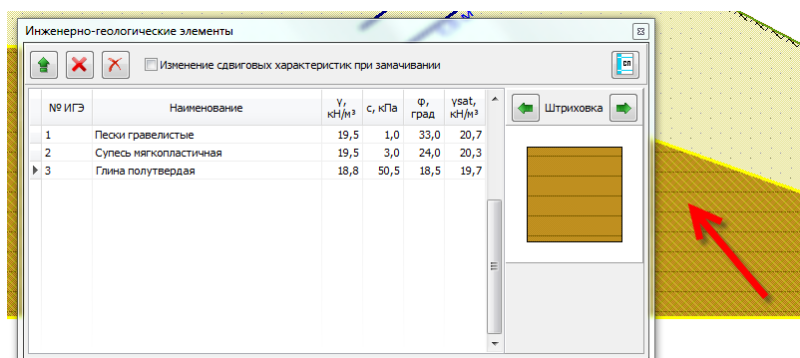 Инженерно-геологические элементы
Изменение сдвиговых характеристик при замачивании
СП
№ ИГЭ Наименование γ, кН/м³ c, кПа φ, град γsat, кН/м³
Штриховка
1 Пески гравелистые 19,5 1,0 33,0 20,7
2 Супесь мягкопластичная 19,5 3,0 24,0 20,3
3 Глина полутвердая 18,8 50,5 18,5 19,7